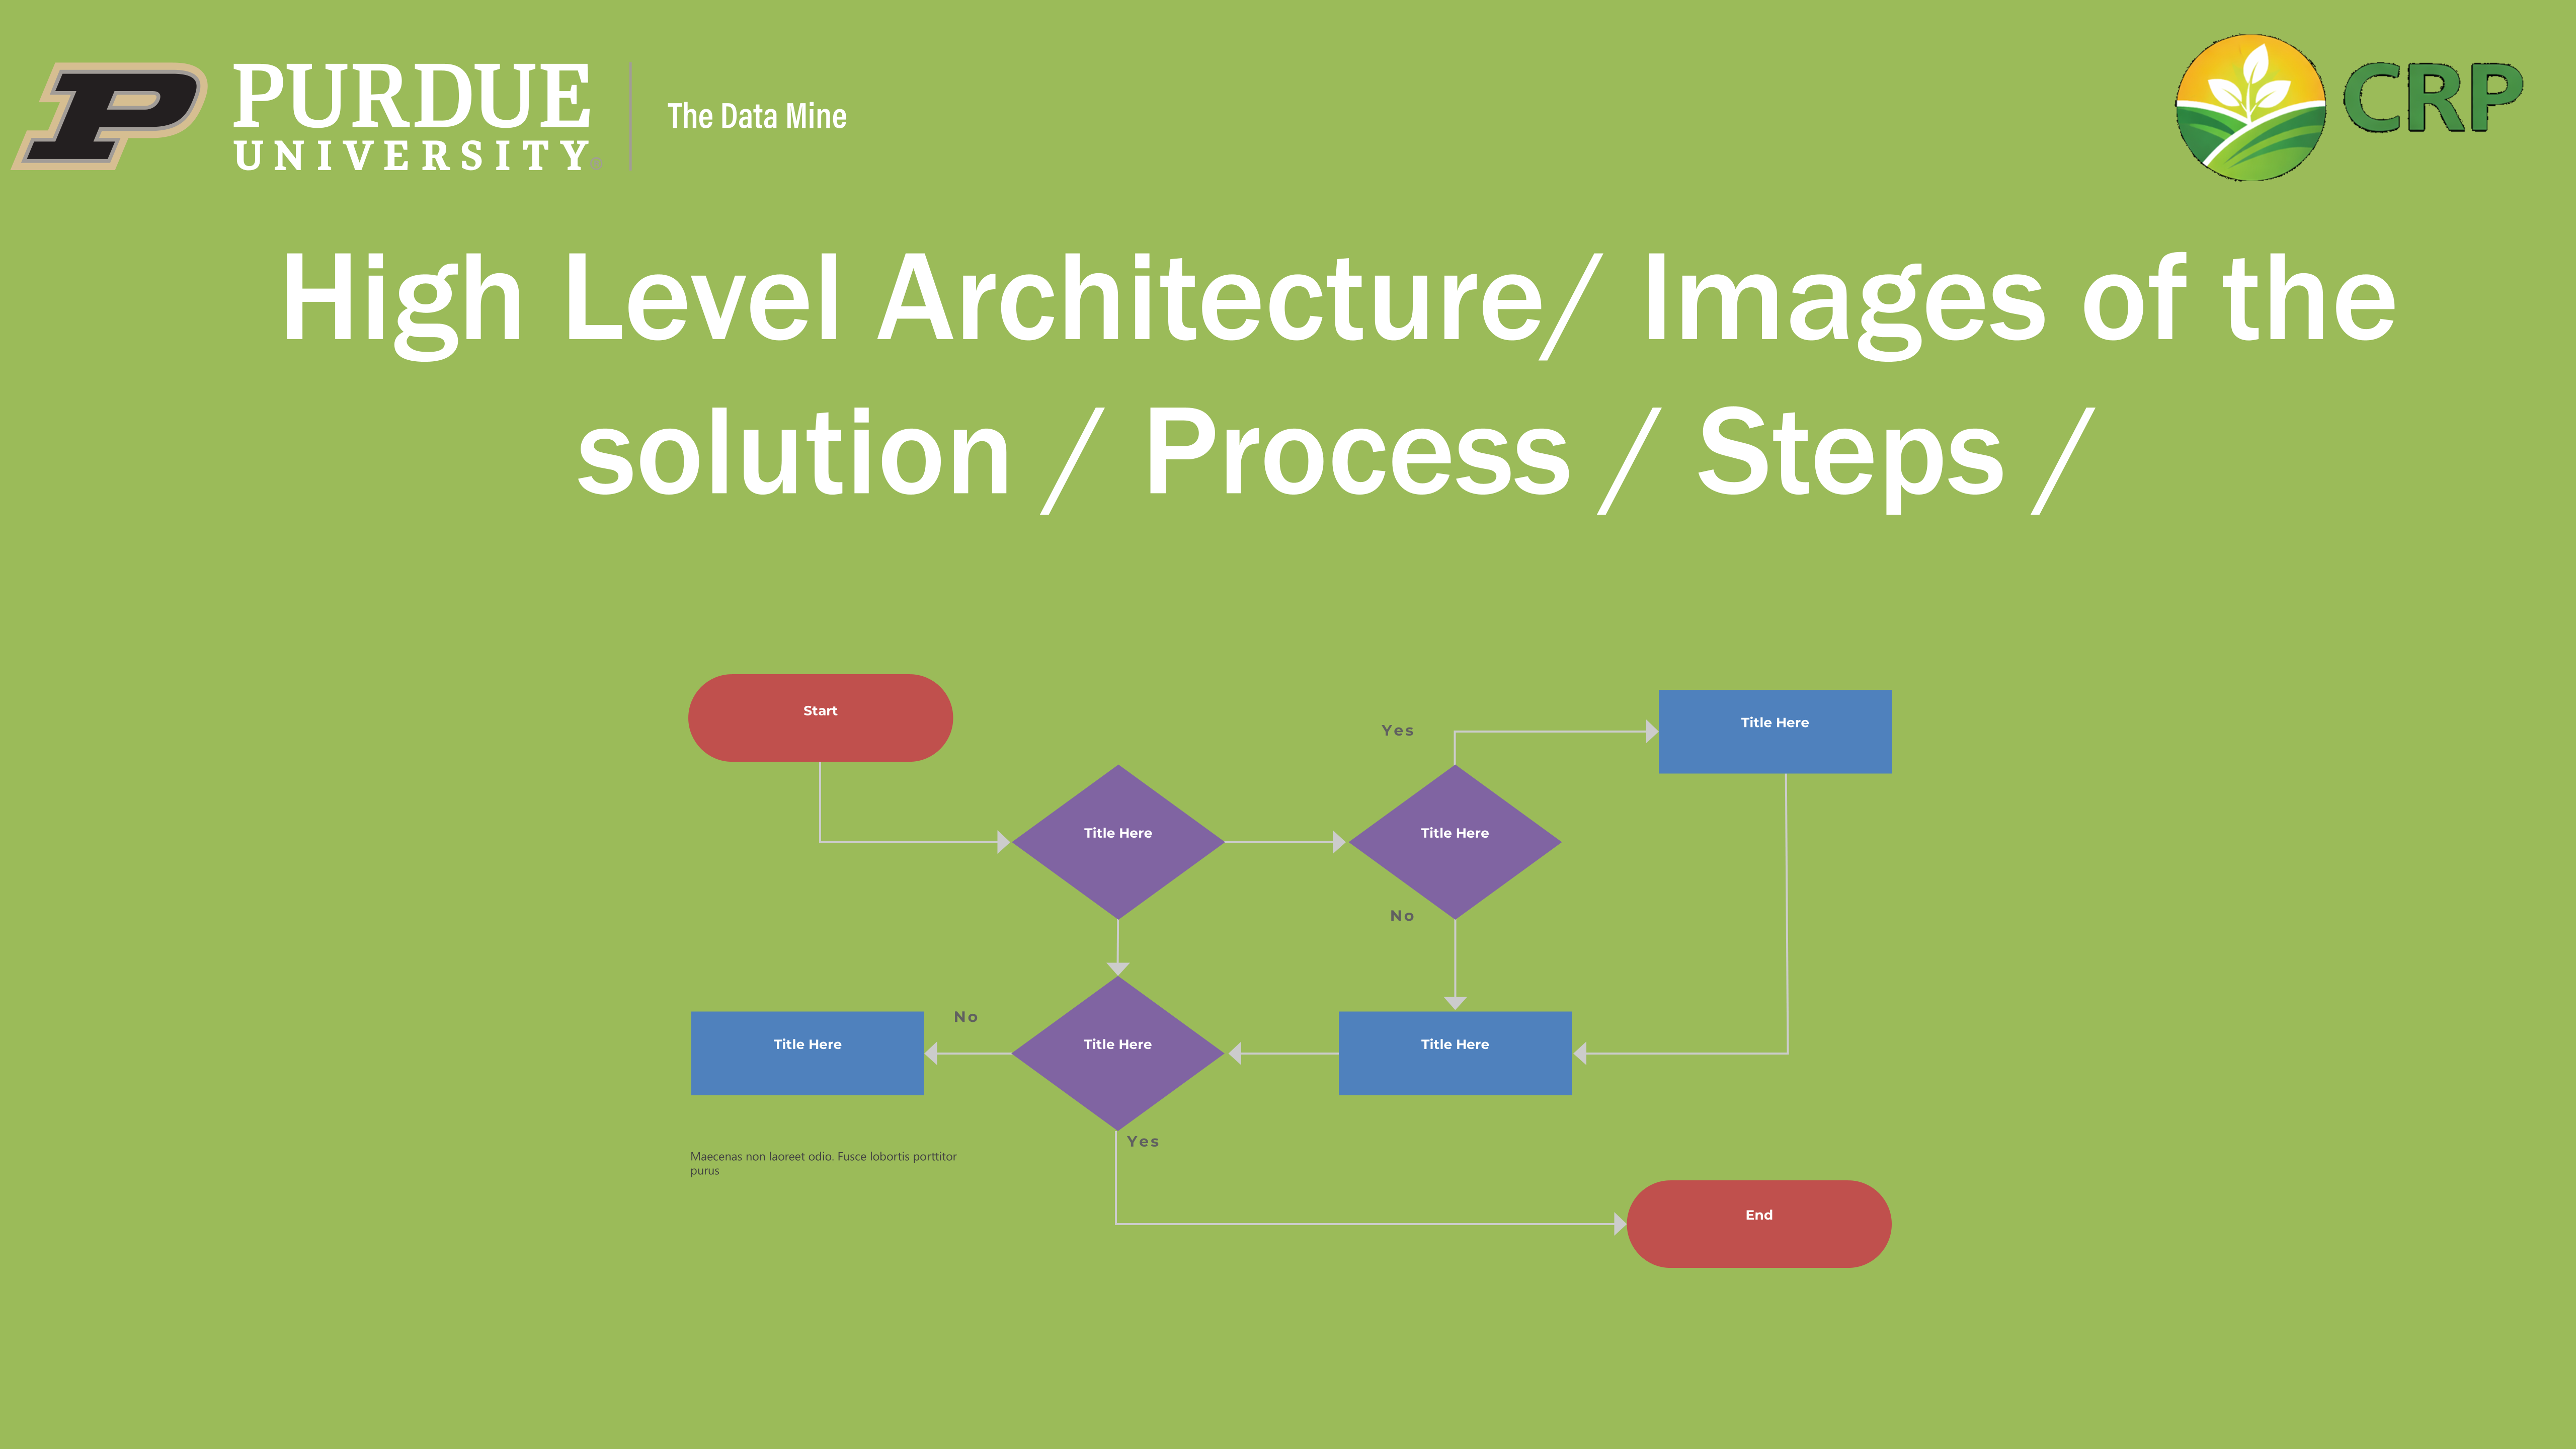 PURDUE
UNIVERSITY®
The Data Mine
CRP
High Level Architecture/ Images of the
solution / Process / Steps /
Start
Yes
Title Here
Title Here
Title Here
No
Title Here
No
Title Here
Title Here
Yes
Maecenas non laoreet odio. Fusce lobortis porttitor
purus
End